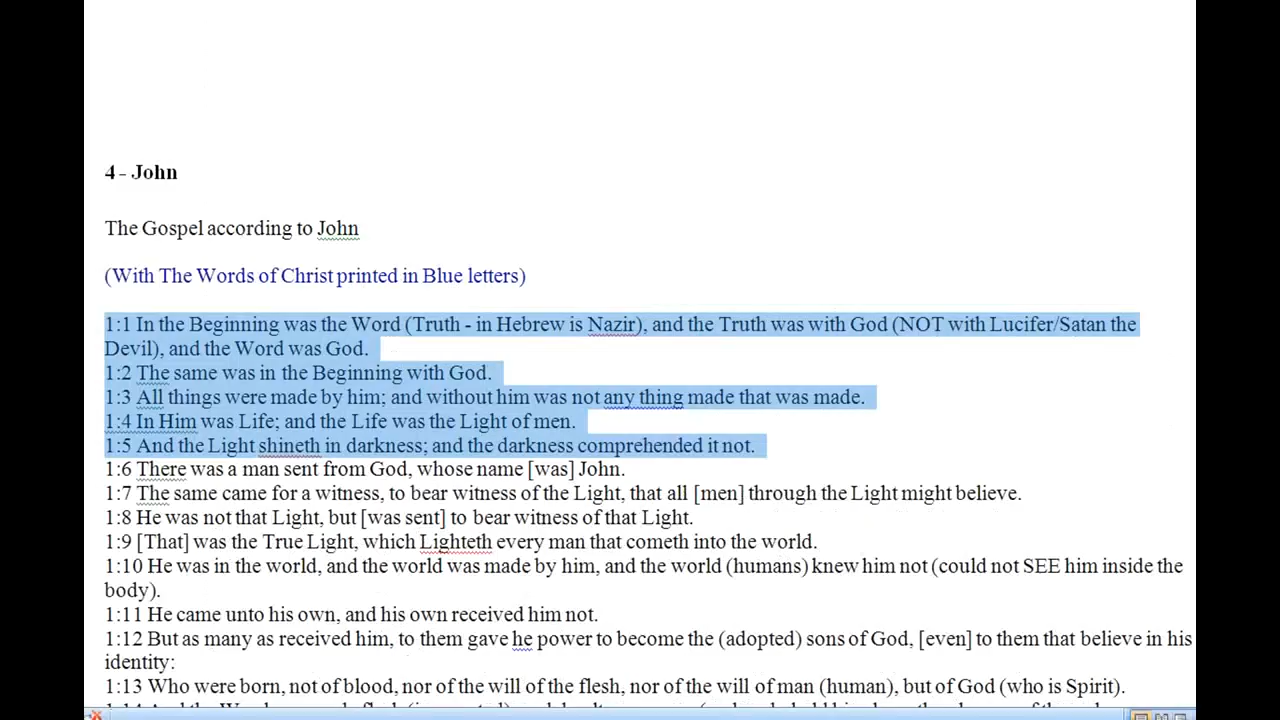 4 - John
The Gospel according to John
(With The Words of Christ printed in Blue letters)
1:1 In the Beginning was the Word (Truth - in Hebrew is Nazir), and the Truth was with God (NOT with Lucifer/Satan the
Devil), and the Word was God.
1:2 The same was in the Beginning with God.
1:3 All things were made by him; and without him was not any thing made that was made.
1:4 In Him was Life; and the Life was the Light of men.
1:5 And the Light shineth in darkness; and the darkness comprehended it not.
1:6 There was a man sent from God, whose name [was] John.
1:7 The same came for a witness, to bear witness of the Light, that all [men] through the Light might believe.
1:8 He was not that Light, but [was sent] to bear witness of that Light.
1:9 [That] was the True Light, which Lighteth every man that cometh into the world.
1:10 He was in the world, and the world was made by him, and the world (humans) knew him not (could not SEE him inside the
body).
1:11 He came unto his own, and his own received him not.
1:12 But as many as received him, to them gave he power to become the (adopted) sons of God, [even] to them that believe in his
identity:
1:13 Who were born, not of blood, nor of the will of the flesh, nor of the will of man (human), but of God (who is Spirit).